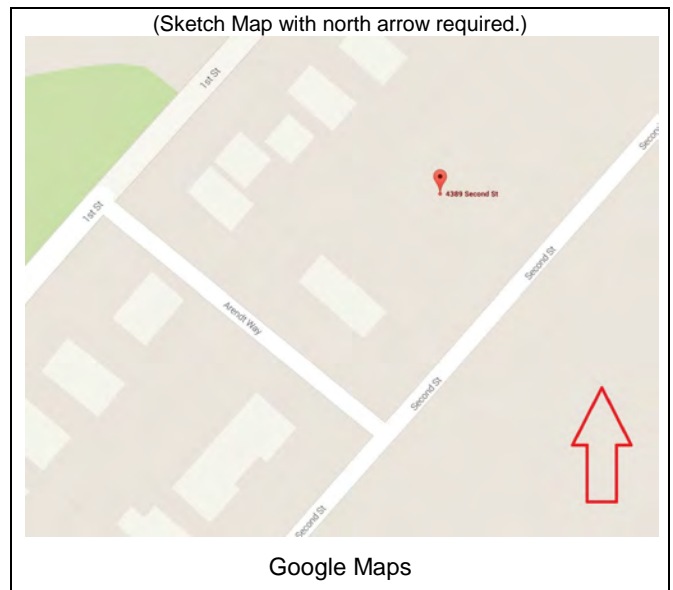 (Sketch Map with north arrow required.)
1st St
4389 Second St
Second
1st St
Second St
Arendt Way
Second St
Second St
Google Maps